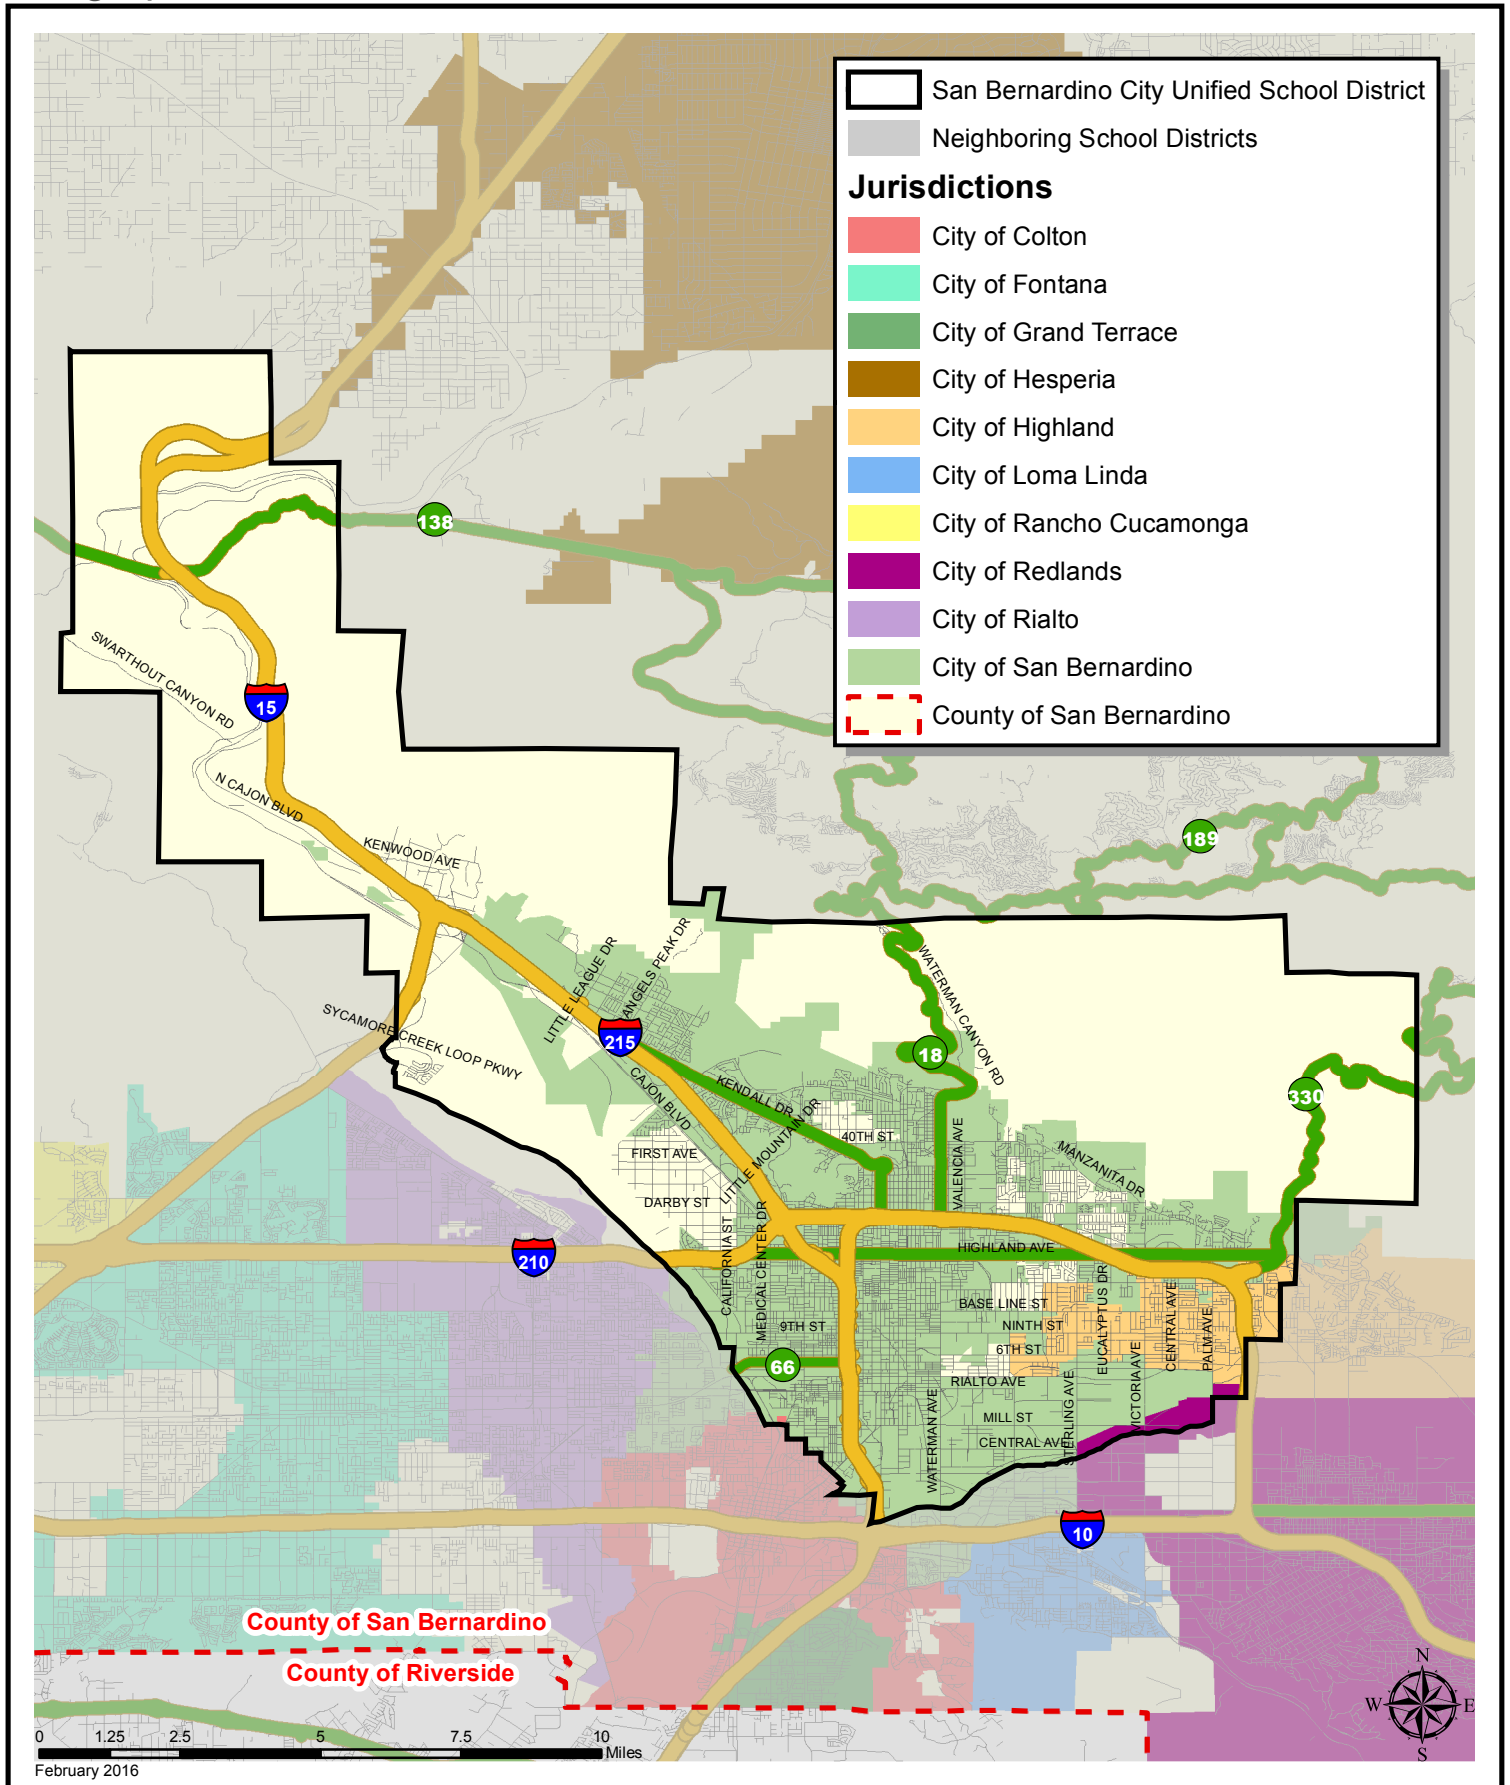 San Bernardino City Unified School District
Neighboring School Districts
Jurisdictions
City of Colton
City of Fontana
City of Grand Terrace
City of Hesperia
City of Highland
City of Loma Linda
City of Rancho Cucamonga
City of Redlands
City of Rialto
City of San Bernardino
County of San Bernardino
138
SWARTHOUT CANYON RD
15
N CAJON BLVD
KENWOOD AVE
189
LITTLE LEAGUE DR
ANGELS PEAK DR
WATERMAN CANYON RD
SYCAMORE CREEK LOOP PKWY
215
18
330
CAJON BLVD
KENDALL DR
LITTLE MOUNTAIN DR
40TH ST
VALENCIA AVE
MANZANITA DR
FIRST AVE
DARBY ST
CALIFORNIA ST
MEDICAL CENTER DR
210
HIGHLAND AVE
BASE LINE ST
NINTH ST
9TH ST
6TH ST
EUCALYPTUS DR
CENTRAL AVE
PALM AVE
66
RIALTO AVE
VICTORIA AVE
STERLING AVE
WATERMAN AVE
MILL ST
CENTRAL AVE
10
County of San Bernardino
County of Riverside
N
W E
S
0 1.25 2.5 5 7.5 10
Miles
February 2016